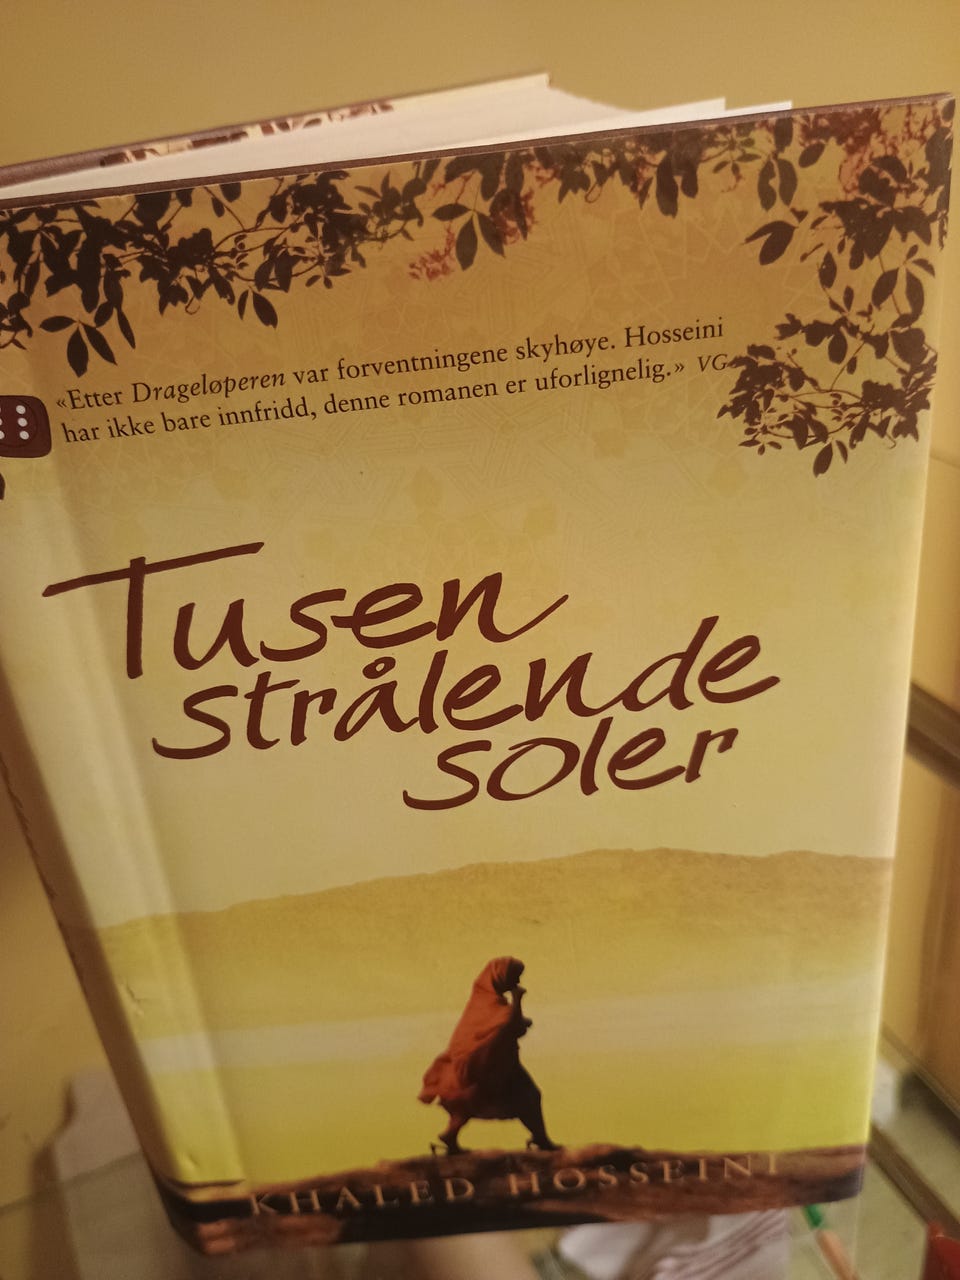 «Etter Drageløperen var forventningene skyhøye. Hosseini
har ikke bare innfridd, denne romanen er uforlignelig.» VG
Tusen
strålende
soler
KHALED HOSSEINI